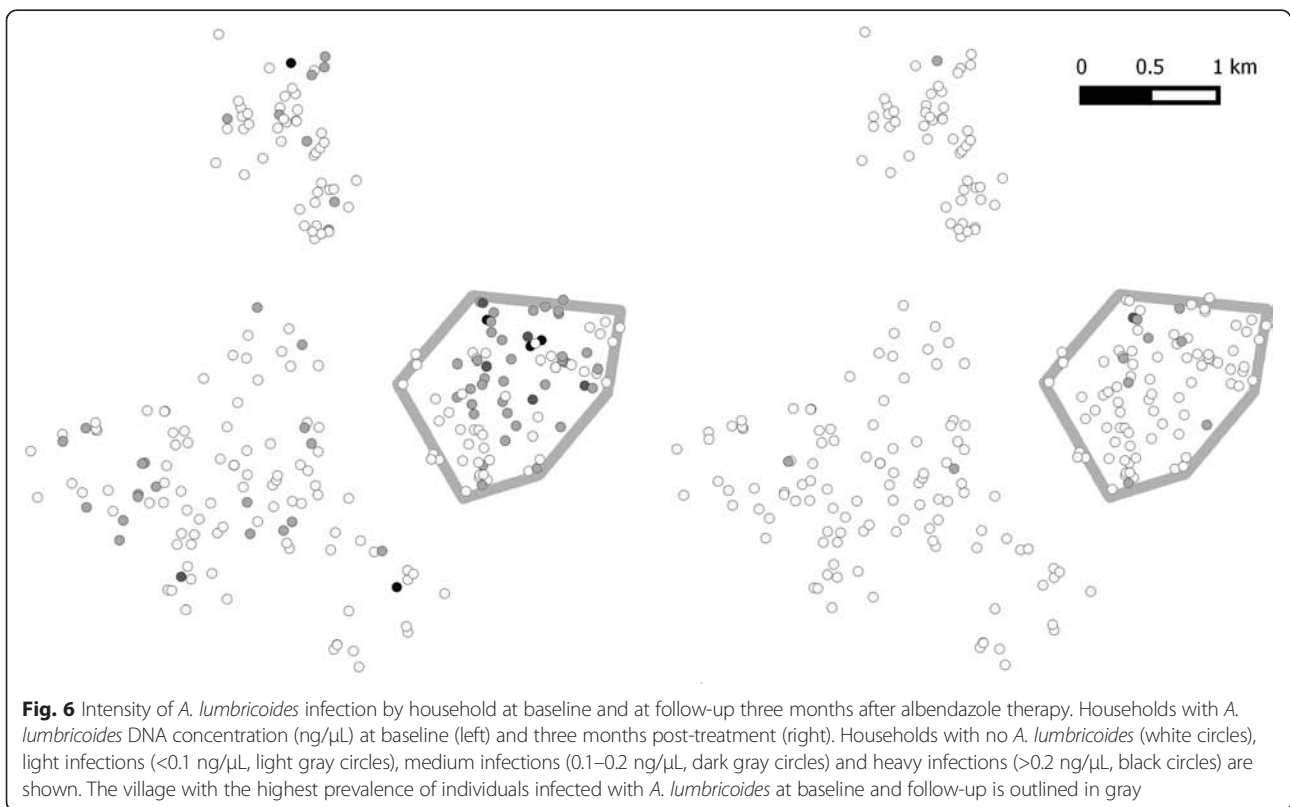 0 0.5 1 km
Fig. 6 Intensity of A. lumbricoides infection by household at baseline and at follow-up three months after albendazole therapy. Households with A.
lumbricoides DNA concentration (ng/μL) at baseline (left) and three months post-treatment (right). Households with no A. lumbricoides (white circles),
light infections (<0.1 ng/μL, light gray circles), medium infections (0.1–0.2 ng/μL, dark gray circles) and heavy infections (>0.2 ng/μL, black circles) are
shown. The village with the highest prevalence of individuals infected with A. lumbricoides at baseline and follow-up is outlined in gray